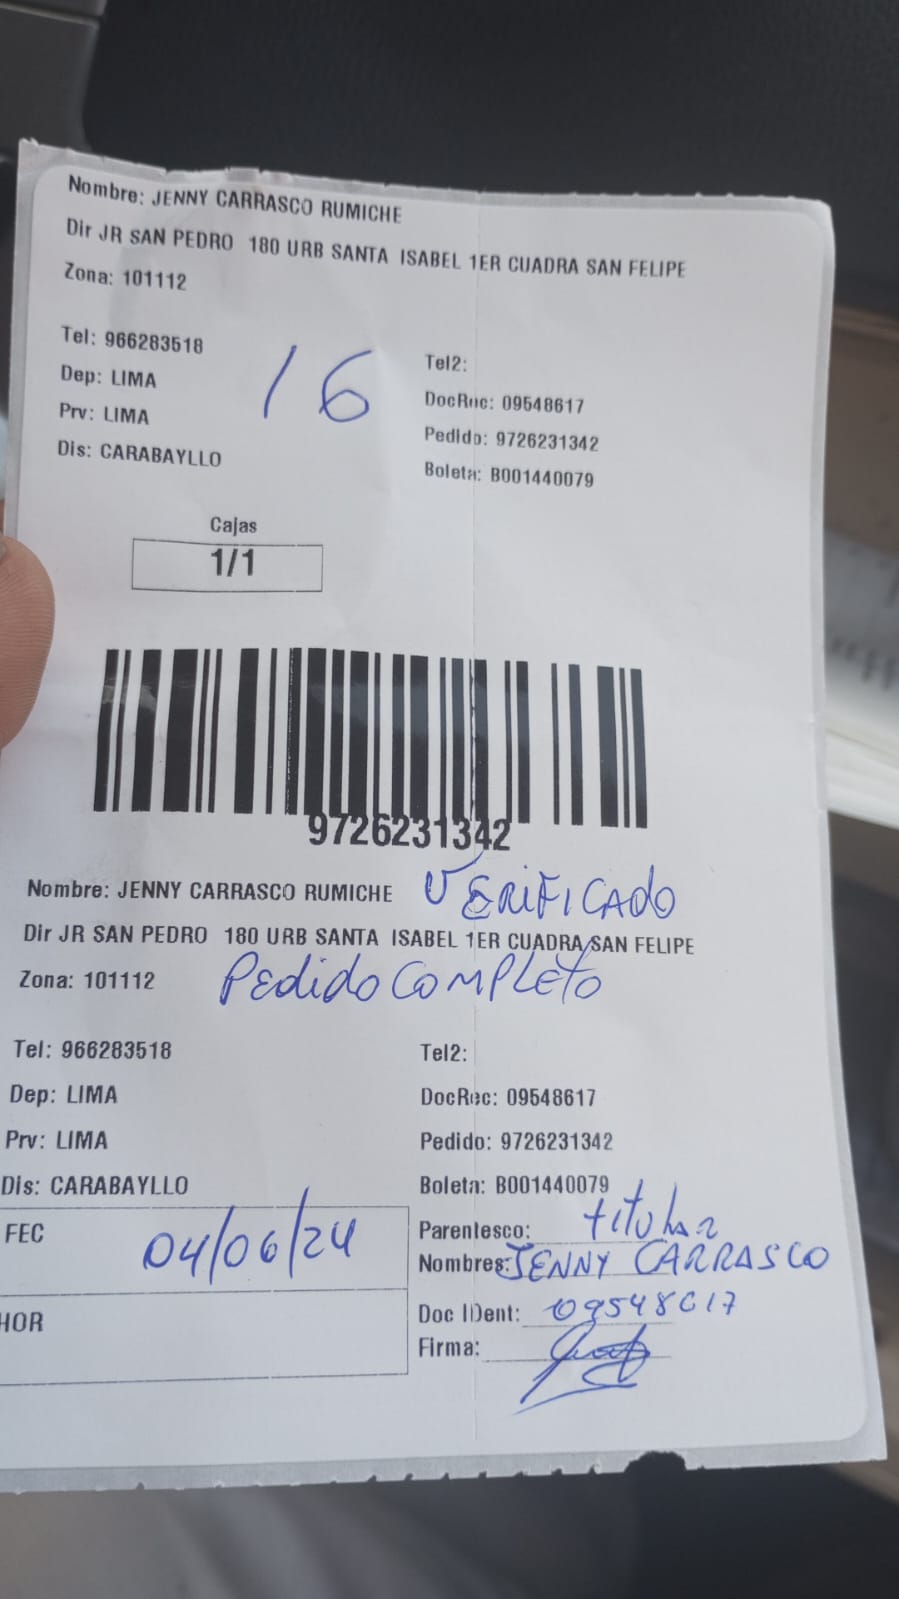 Nombre: JENNY CARRASCO RUMICHE
Dir JR SAN PEDRO 180 URB SANTA ISABEL 1ER CUADRA SAN FELIPE
Zona: 101112
Tel: 966283518
Tel2:
16
Dep: LIMA
DocRec: 09548617
Prv: LIMA
Pedido: 9726231342
Dis: CARABAYLLO
Boleta: B001440079
Cajas
1/1
9726231342
Nombre: JENNY CARRASCO RUMICHE VERIFICADO
Dir JR SAN PEDRO 180 URB SANTA ISABEL 1ER CUADRA SAN FELIPE
Zona: 101112 PEDIDO COMPLETO
Tel: 966283518
Tel2:
Dep: LIMA
DocRec: 09548617
Prv: LIMA
Pedido: 9726231342
Dis: CARABAYLLO
Boleta: B001440079
FEC 04/06/24
Parentesco: titular
Nombres: JENNY CARRASCO
HOR
Doc IDent: 09548617
Firma: